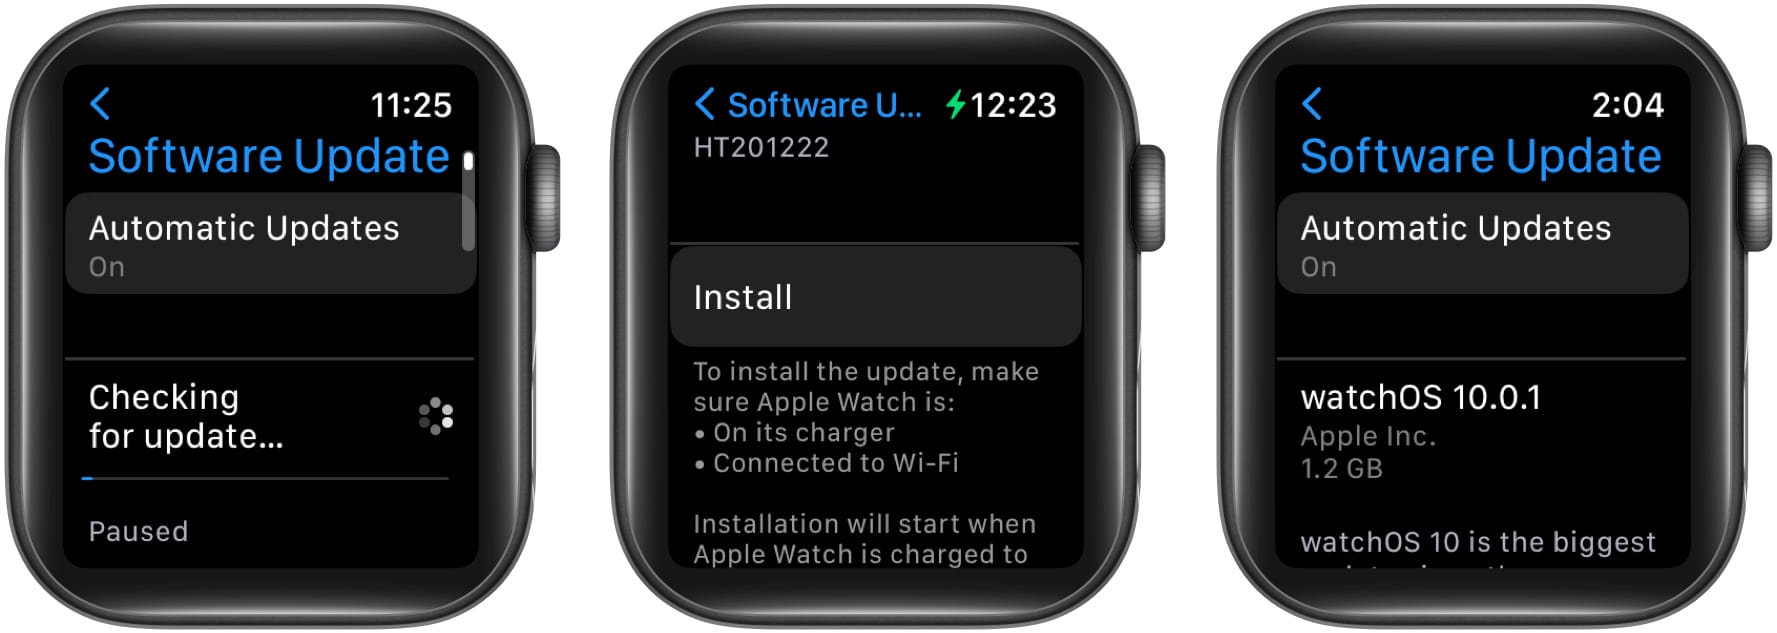 11:25
Software Update
Automatic Updates
On
Checking
for update...
Paused
Software U... 12:23
HT201222
Install
To install the update, make
sure Apple Watch is:
• On its charger
• Connected to Wi-Fi
Installation will start when
Apple Watch is charged to
2:04
Software Update
Automatic Updates
On
watchOS 10.0.1
Apple Inc.
1.2 GB
watchOS 10 is the biggest